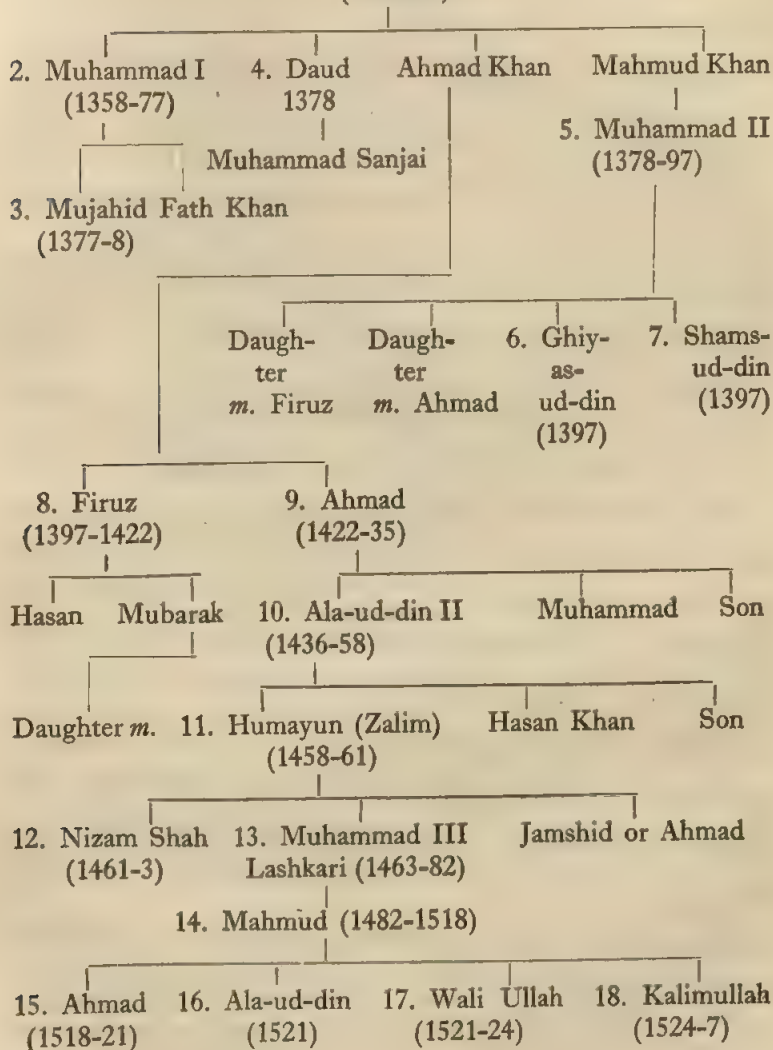 2. Muhammad I 4. Daud Ahmad Khan Mahmud Khan
(1358-77) 1378
5. Muhammad II
Muhammad Sanjai (1378-97)
3. Mujahid Fath Khan
(1377-8)
Daugh- Daugh- 6. Ghiy- 7. Shams-
ter ter as- ud-din
m. Firuz m. Ahmad ud-din (1397)
(1397)
8. Firuz 9. Ahmad
(1397-1422) (1422-35)
Hasan Mubarak 10. Ala-ud-din II Muhammad Son
(1436-58)
Daughter m. 11. Humayun (Zalim) Hasan Khan Son
(1458-61)
12. Nizam Shah 13. Muhammad III Jamshid or Ahmad
(1461-3) Lashkari (1463-82)
14. Mahmud (1482-1518)
15. Ahmad 16. Ala-ud-din 17. Wali Ullah 18. Kalimullah
(1518-21) (1521) (1521-24) (1524-7)